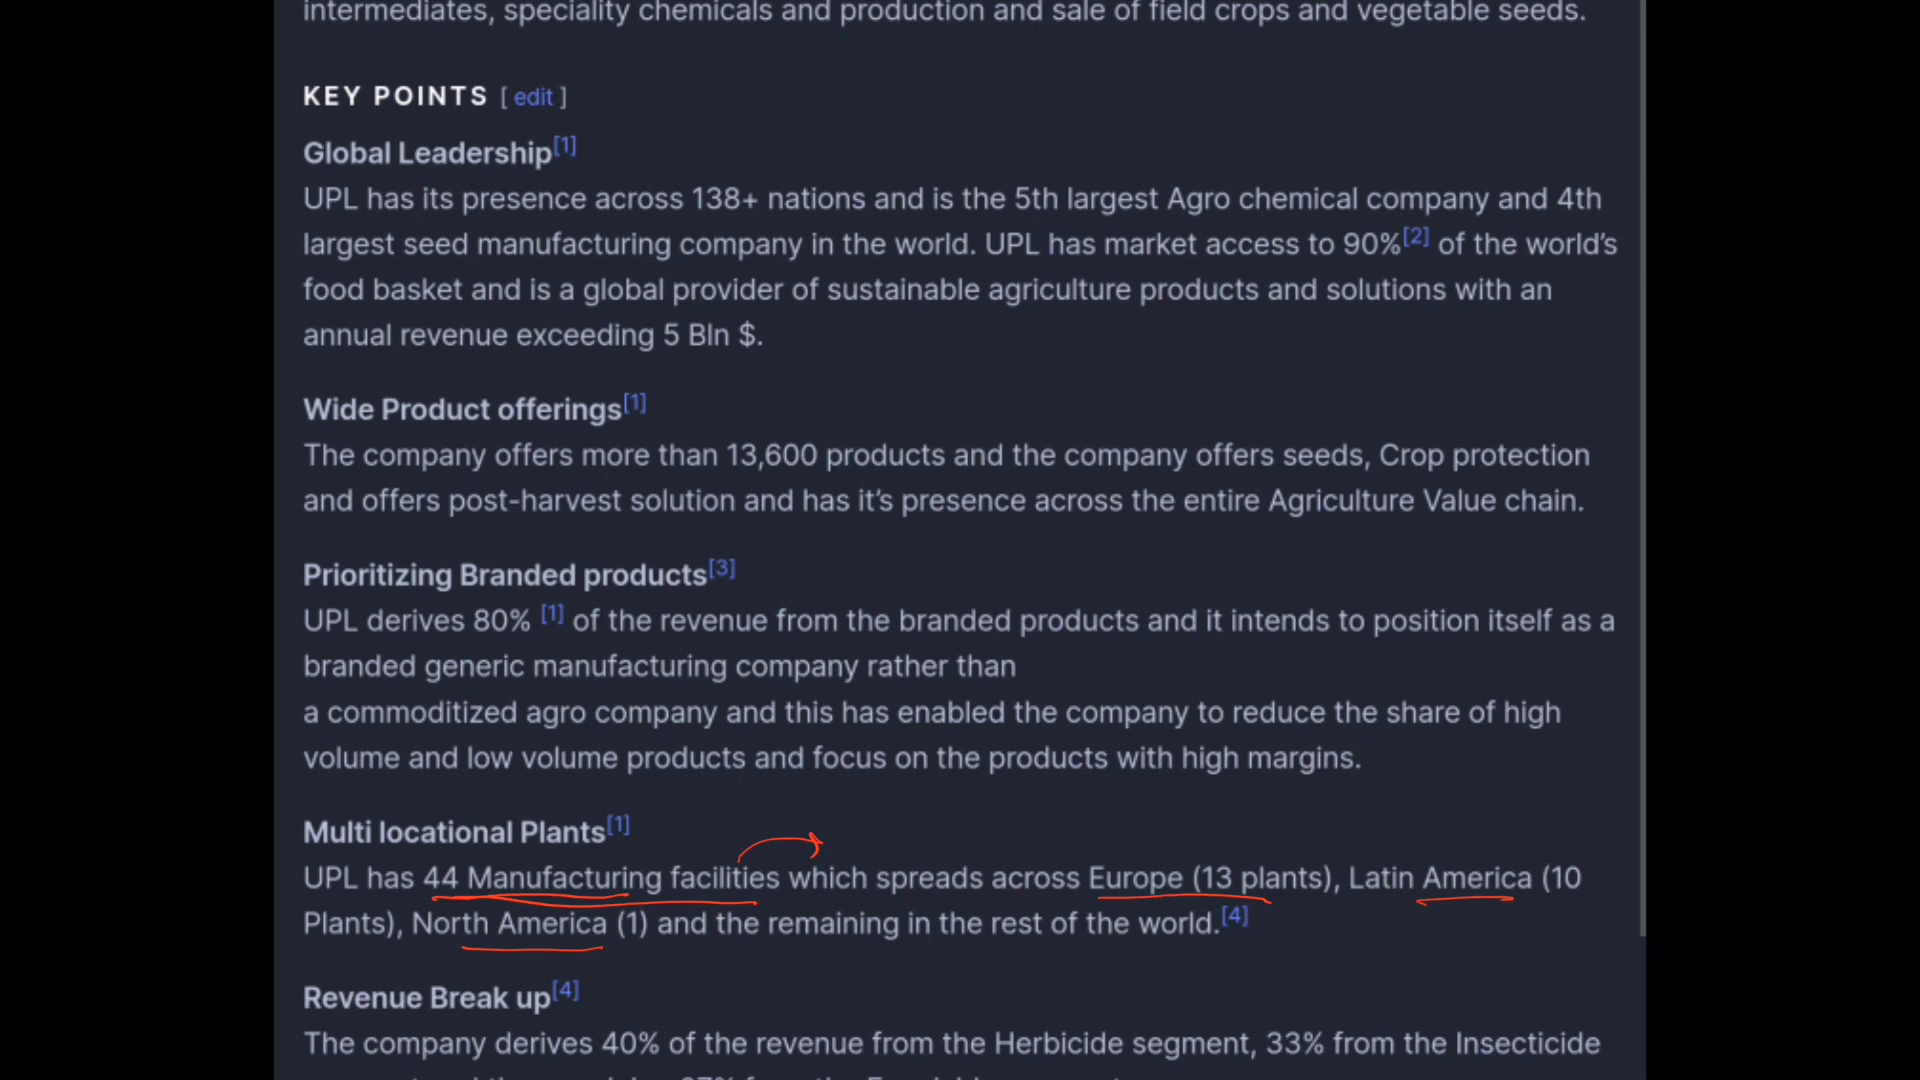 intermediates, speciality chemicals and production and sale of field crops and vegetable seeds.
KEY POINTS [ edit ]
Global Leadership[1]
UPL has its presence across 138+ nations and is the 5th largest Agro chemical company and 4th
largest seed manufacturing company in the world. UPL has market access to 90%[2] of the world’s
food basket and is a global provider of sustainable agriculture products and solutions with an
annual revenue exceeding 5 Bln $.
Wide Product offerings[1]
The company offers more than 13,600 products and the company offers seeds, Crop protection
and offers post-harvest solution and has it’s presence across the entire Agriculture Value chain.
Prioritizing Branded products[3]
UPL derives 80% [1] of the revenue from the branded products and it intends to position itself as a
branded generic manufacturing company rather than
a commoditized agro company and this has enabled the company to reduce the share of high
volume and low volume products and focus on the products with high margins.
Multi locational Plants[1]
UPL has 44 Manufacturing facilities which spreads across Europe (13 plants), Latin America (10
Plants), North America (1) and the remaining in the rest of the world.[4]
Revenue Break up[4]
The company derives 40% of the revenue from the Herbicide segment, 33% from the Insecticide